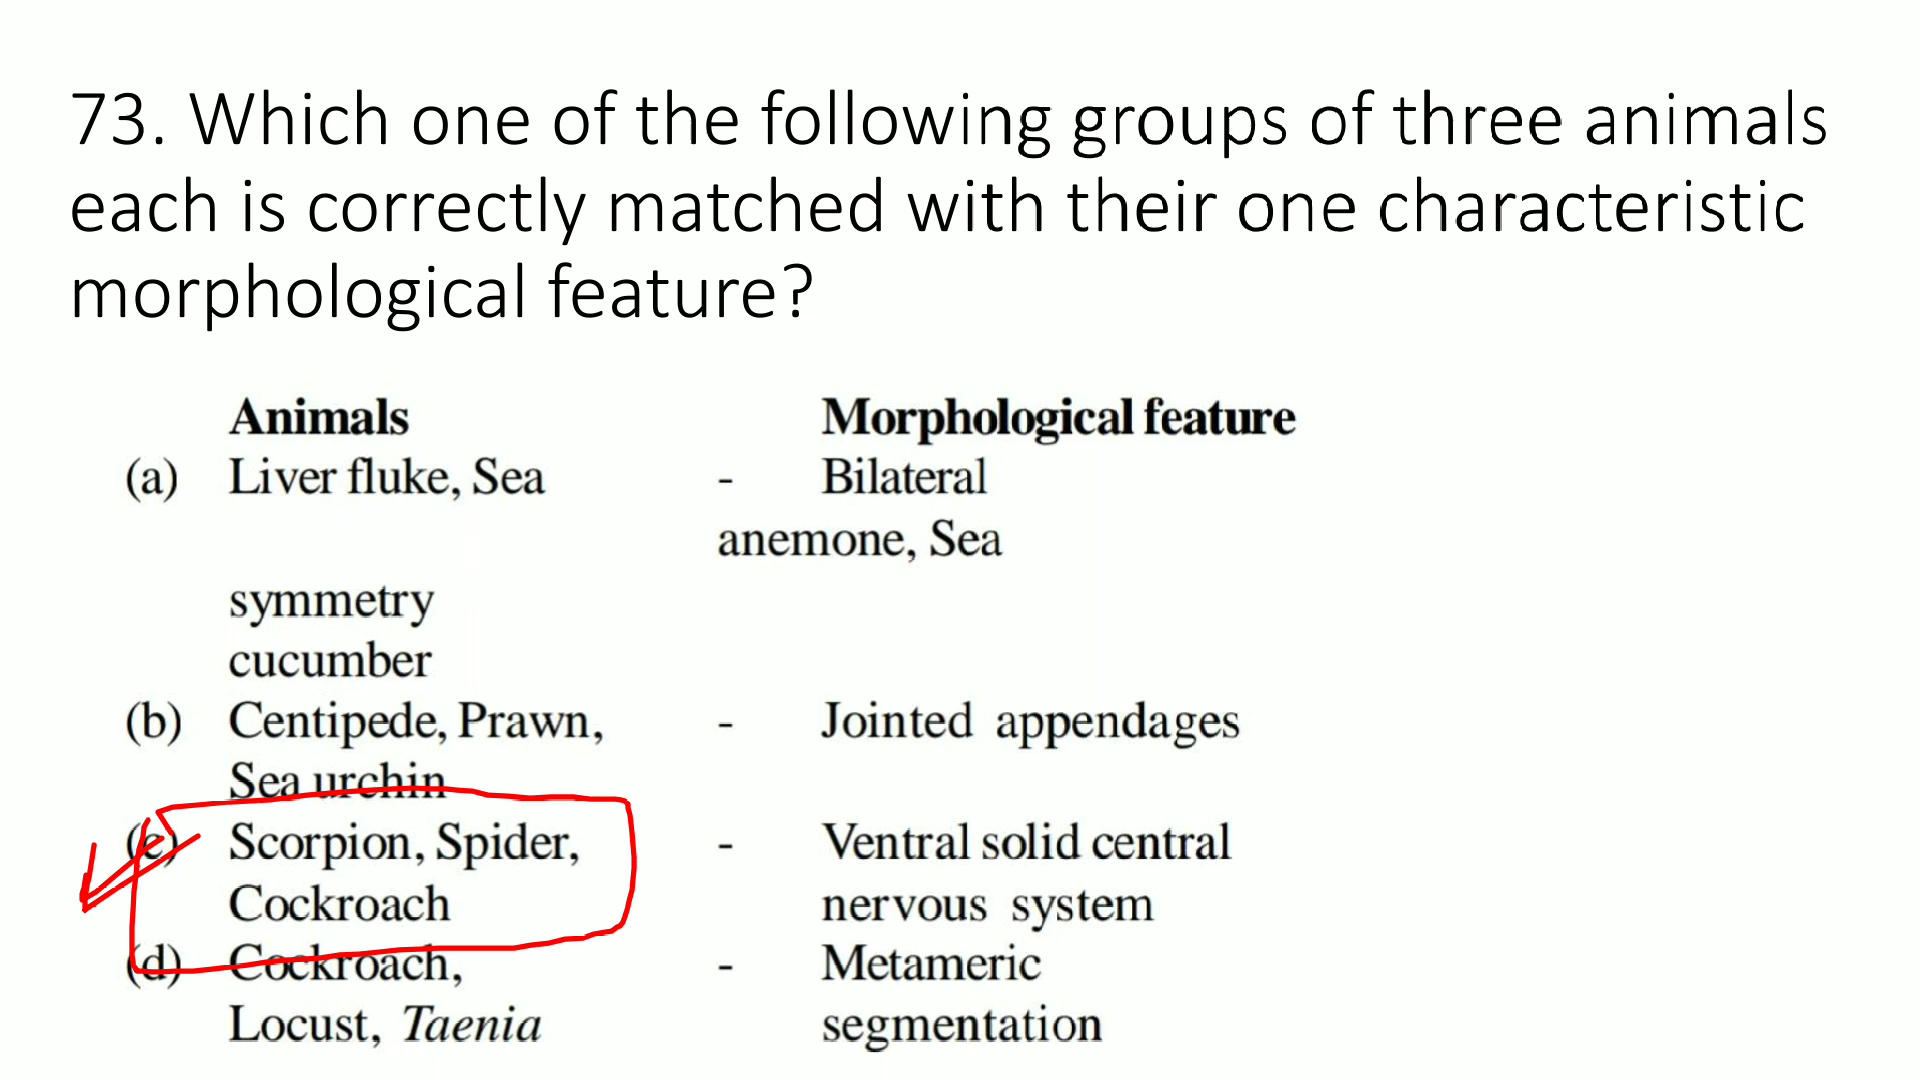 73. Which one of the following groups of three animals
each is correctly matched with their one characteristic
morphological feature?
Animals Morphological feature
(a) Liver fluke, Sea - Bilateral
anemone, Sea
symmetry
cucumber
(b) Centipede, Prawn, - Jointed appendages
Sea urchin
(c) Scorpion, Spider, - Ventral solid central
Cockroach nervous system
(d) Cockroach, - Metameric
Locust, Taenia segmentation